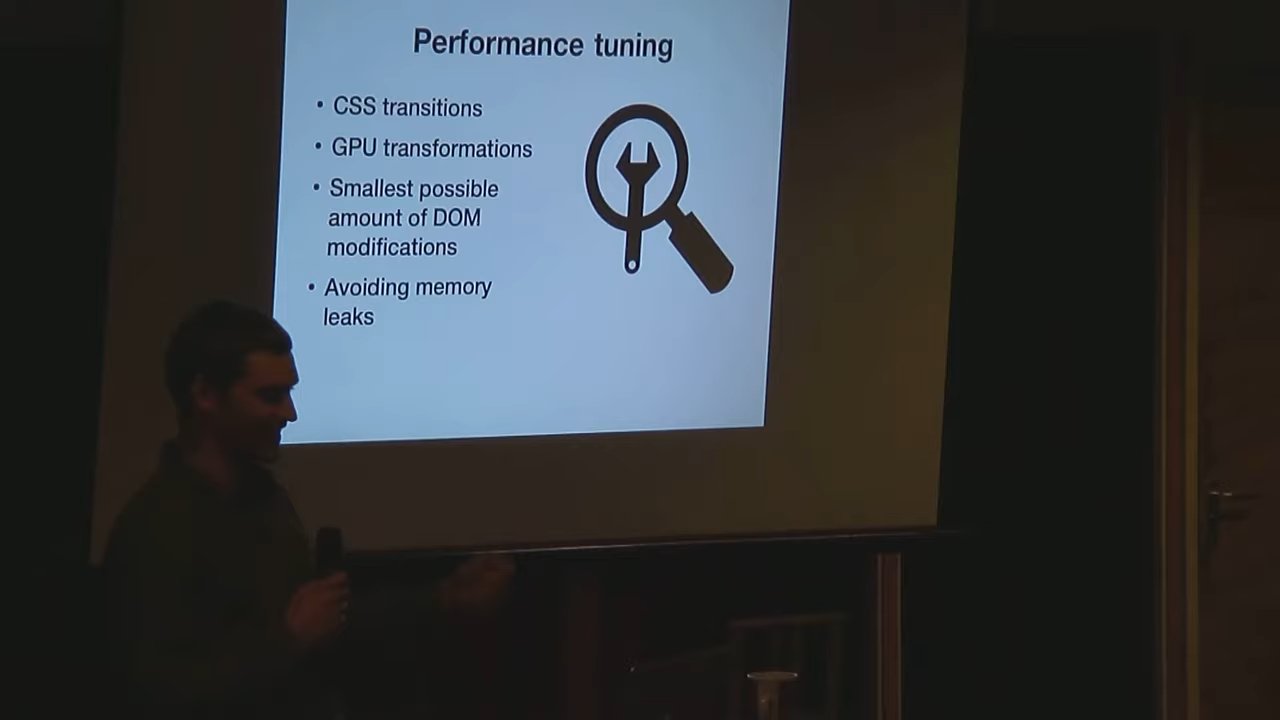 Performance tuning
• CSS transitions
• GPU transformations
• Smallest possible
amount of DOM
modifications
• Avoiding memory
leaks